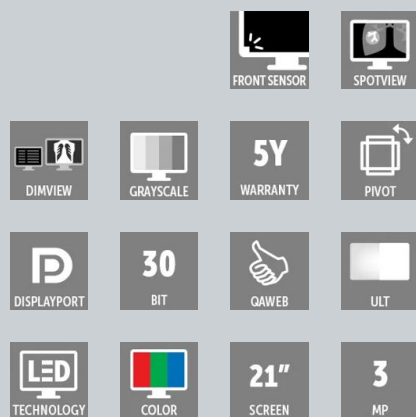 FRONT SENSOR
SPOTVIEW
DIMVIEW
GRAYSCALE
5Y
WARRANTY
PIVOT
DISPLAYPORT
30
BIT
QAWEB
ULT
LED
TECHNOLOGY
COLOR
21"
SCREEN
3
MP